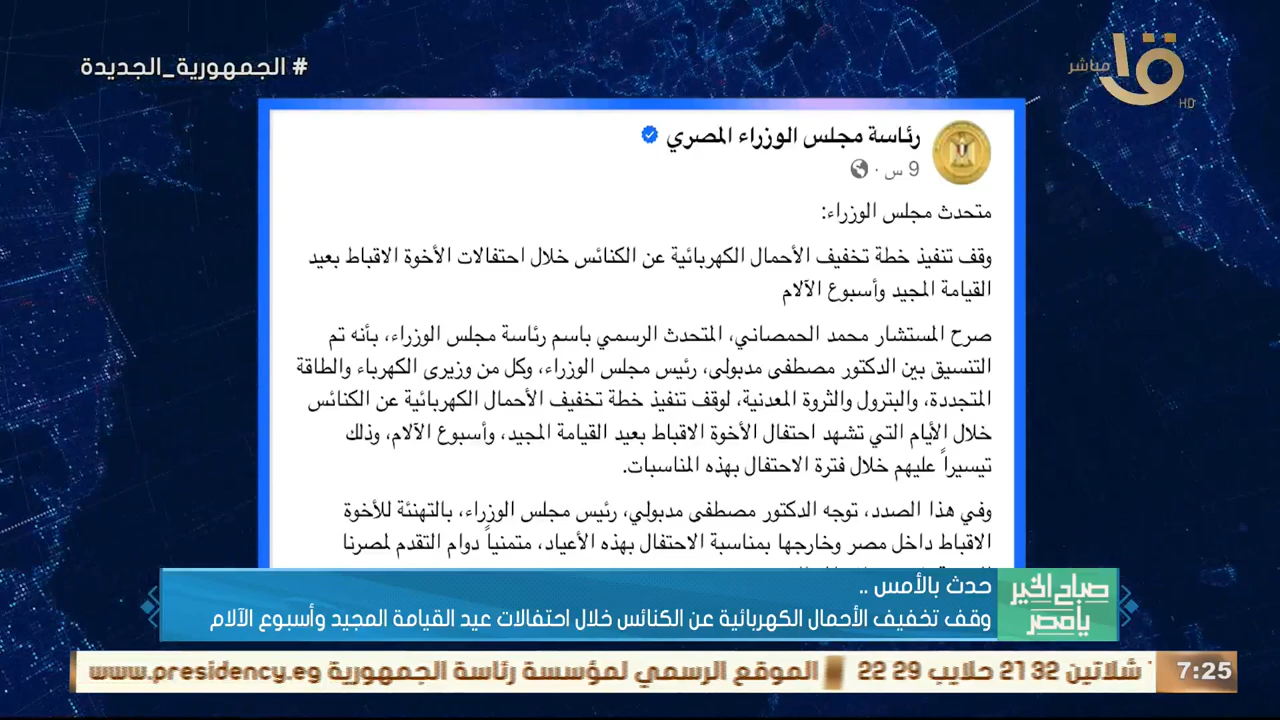 # الجمهورية_الجديدة
مباشر
HD
رئاسة مجلس الوزراء المصري
9 س ·
متحدث مجلس الوزراء:
وقف تنفيذ خطة تخفيف الأحمال الكهربائية عن الكنائس خلال احتفالات الأخوة الاقباط بعيد
القيامة المجيد وأسبوع الآلام
صرح المستشار محمد الحمصاني، المتحدث الرسمي باسم رئاسة مجلس الوزراء، بأنه تم
التنسيق بين الدكتور مصطفى مدبولى، رئيس مجلس الوزراء، وكل من وزيرى الكهرباء والطاقة
المتجددة، والبترول والثروة المعدنية، لوقف تنفيذ خطة تخفيف الأحمال الكهربائية عن الكنائس
خلال الأيام التي تشهد احتفال الأخوة الاقباط بعيد القيامة المجيد، وأسبوع الآلام، وذلك
تيسيراً عليهم خلال فترة الاحتفال بهذه المناسبات.
وفي هذا الصدد، توجه الدكتور مصطفى مدبولي، رئيس مجلس الوزراء، بالتهنئة للأخوة
الاقباط داخل مصر وخارجها بمناسبة الاحتفال بهذه الأعياد، متمنياً دوام التقدم لمصرنا
صباح الخير
يا مصر
حدث بالأمس ..
وقف تخفيف الأحمال الكهربائية عن الكنائس خلال احتفالات عيد القيامة المجيد وأسبوع الآلام
7:25
شلاتين 32 21 حلايب 29 22 الموقع الرسمي لمؤسسة رئاسة الجمهورية www.presidency.eg